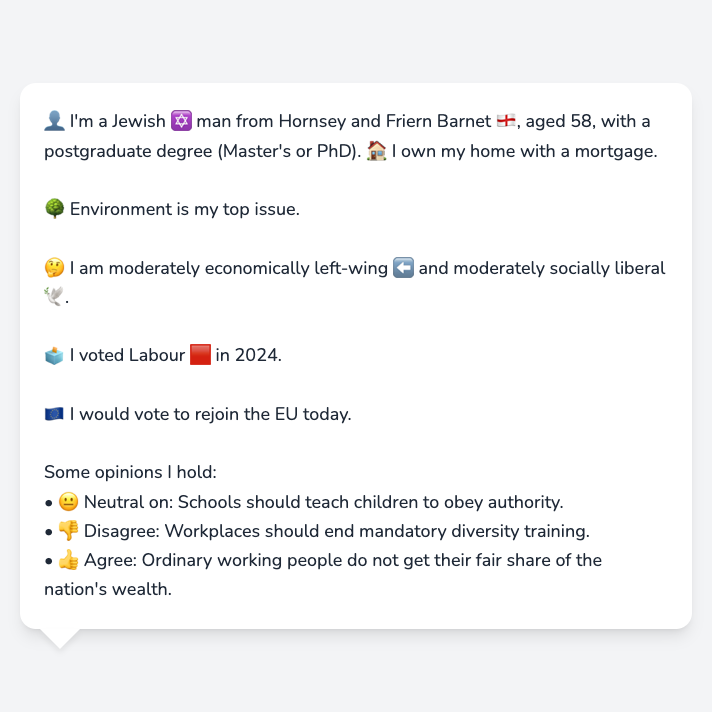 👤 I'm a Jewish ✡️ man from Hornsey and Friern Barnet 🏴󠁧󠁢󠁥󠁮󠁧󠁿, aged 58, with a
postgraduate degree (Master's or PhD). 🏠 I own my home with a mortgage.
🌳 Environment is my top issue.
🤔 I am moderately economically left-wing ⬅️ and moderately socially liberal
🕊️.
🗳️ I voted Labour 🟥 in 2024.
🇪🇺 I would vote to rejoin the EU today.
Some opinions I hold:
• 😐 Neutral on: Schools should teach children to obey authority.
• 👎 Disagree: Workplaces should end mandatory diversity training.
• 👍 Agree: Ordinary working people do not get their fair share of the
nation's wealth.